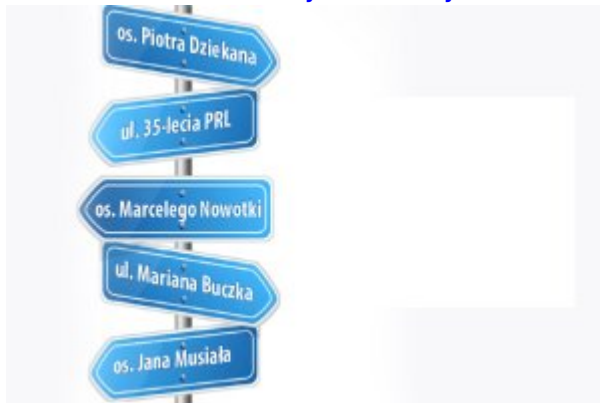 os. Piotra Dziekana
ul. 35-lecia PRL
os. Marcelego Nowotki
ul. Mariana Buczka
os. Jana Musiała